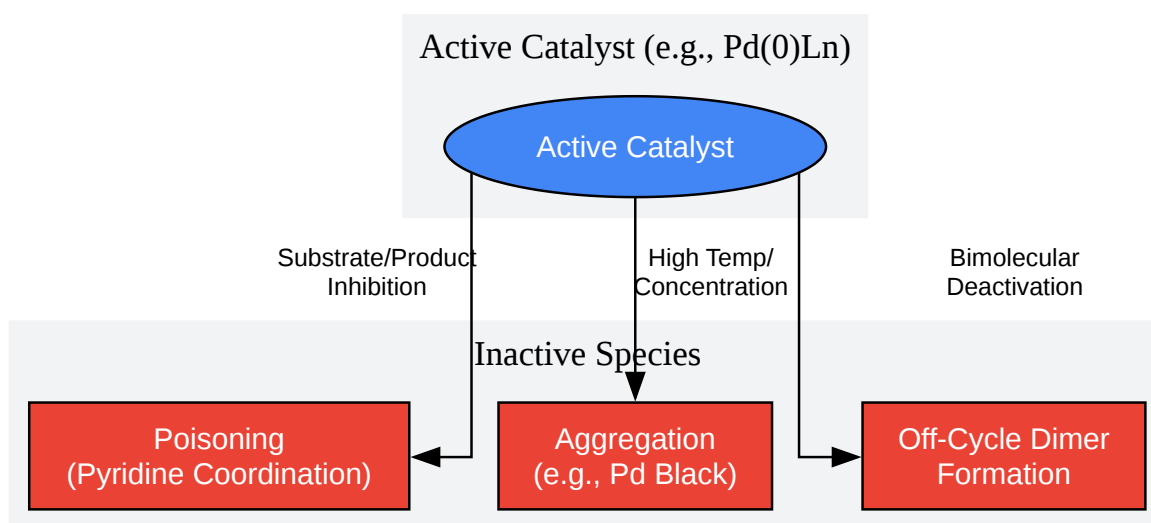 Active Catalyst (e.g., Pd(0)Ln)
Active Catalyst
Substrate/Product
Inhibition
High Temp/
Concentration
Bimolecular
Deactivation
Inactive Species
Poisoning
(Pyridine Coordination)
Aggregation
(e.g., Pd Black)
Off-Cycle Dimer
Formation